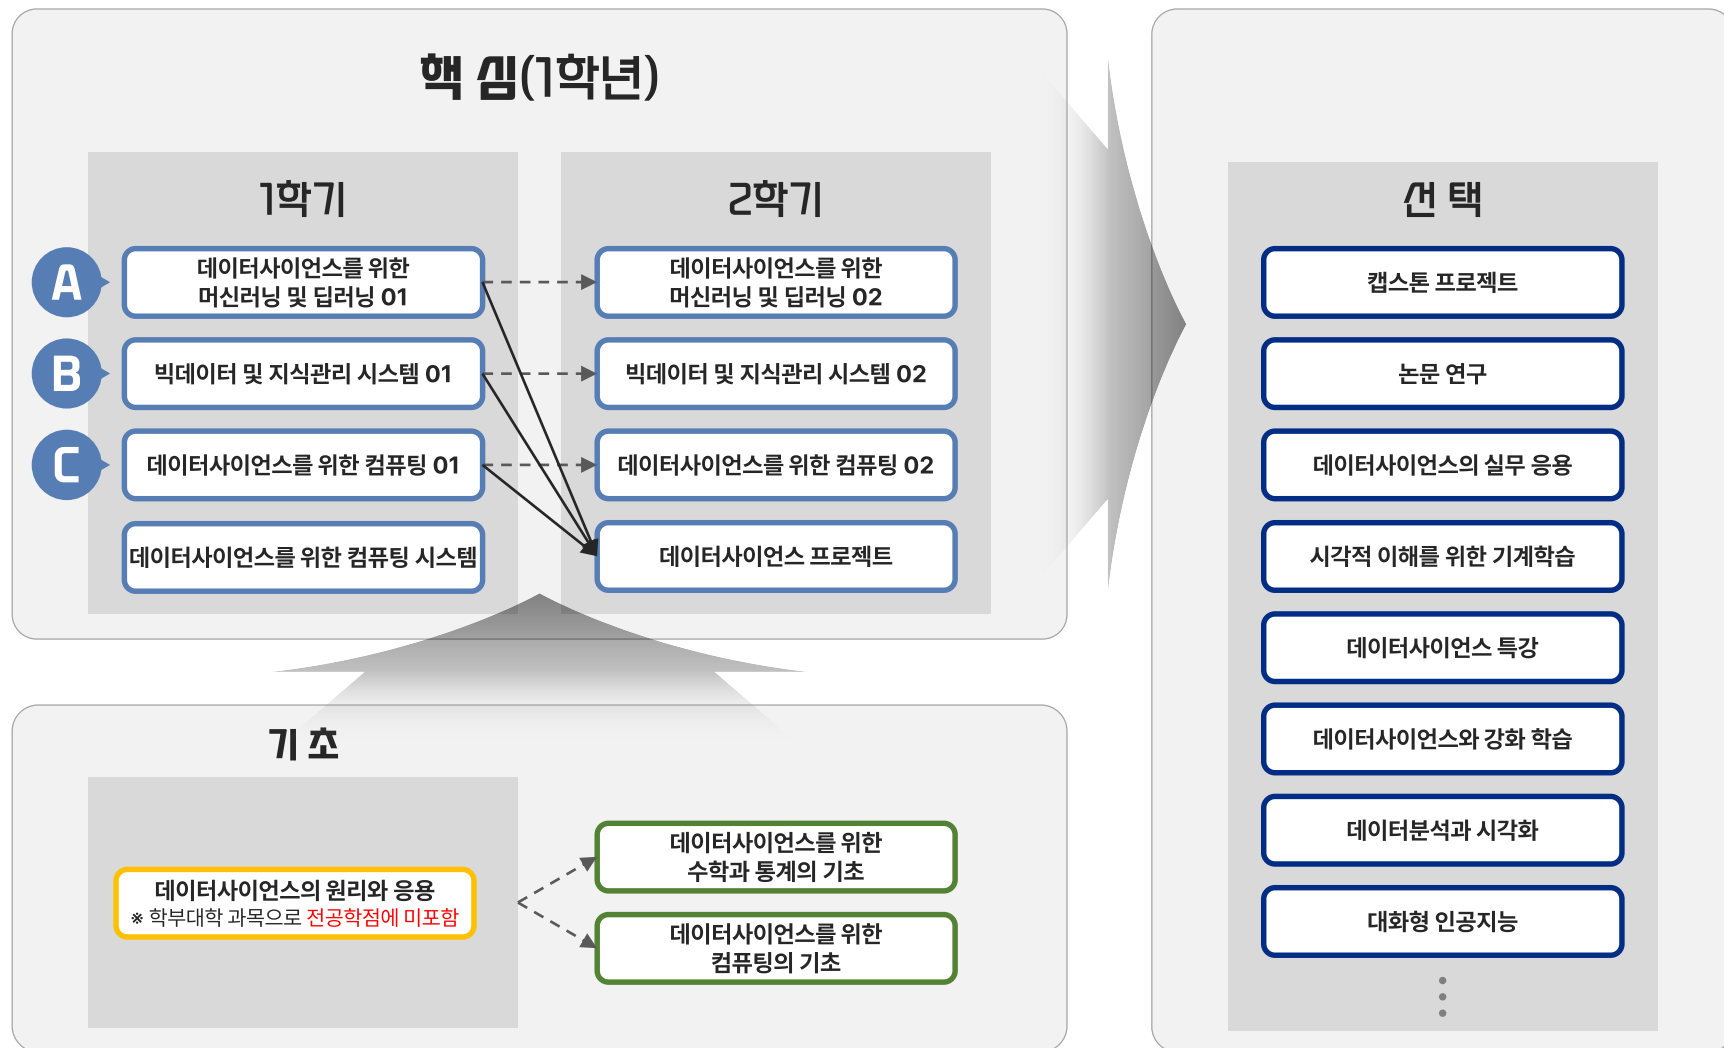 핵 심(1학년)
1학기
A
데이터사이언스를 위한
머신러닝 및 딥러닝 01
B
빅데이터 및 지식관리 시스템 01
C
데이터사이언스를 위한 컴퓨팅 01
데이터사이언스를 위한 컴퓨팅 시스템
2학기
데이터사이언스를 위한
머신러닝 및 딥러닝 02
빅데이터 및 지식관리 시스템 02
데이터사이언스를 위한 컴퓨팅 02
데이터사이언스 프로젝트
기 초
데이터사이언스의 원리와 응용
※ 학부대학 과목으로 전공학점에 미포함
데이터사이언스를 위한
수학과 통계의 기초
데이터사이언스를 위한
컴퓨팅의 기초
선 택
캡스톤 프로젝트
논문 연구
데이터사이언스의 실무 응용
시각적 이해를 위한 기계학습
데이터사이언스 특강
데이터사이언스와 강화 학습
데이터분석과 시각화
대화형 인공지능